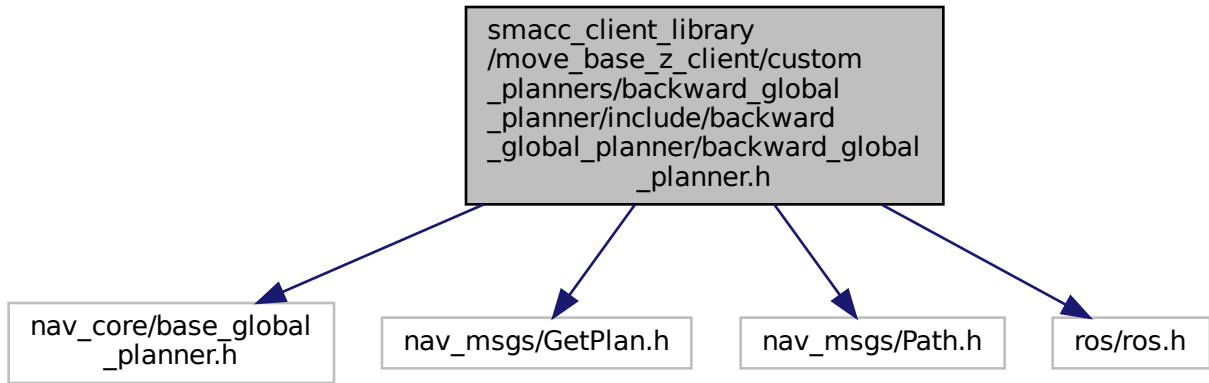 smacc_client_library
/move_base_z_client/custom
_planners/backward_global
_planner/include/backward
_global_planner/backward_global
_planner.h
nav_core/base_global
_planner.h
nav_msgs/GetPlan.h
nav_msgs/Path.h
ros/ros.h